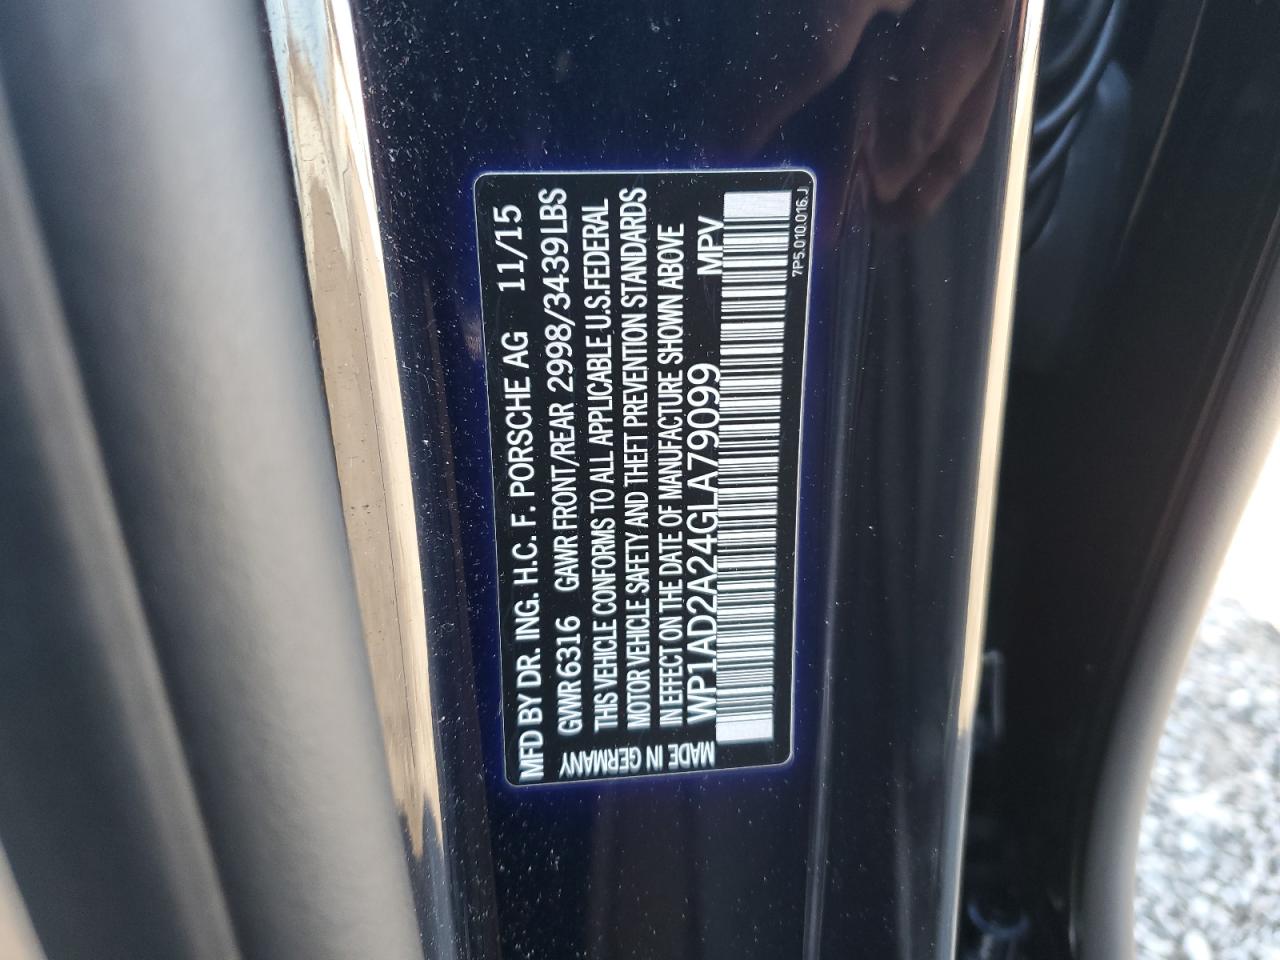 MFD BY DR. ING. H.C. F. PORSCHE AG 11/15
GVWR 6316 GAWR FRONT/REAR 2998/3439 LBS
THIS VEHICLE CONFORMS TO ALL APPLICABLE U.S.FEDERAL
MOTOR VEHICLE SAFETY AND THEFT PREVENTION STANDARDS
IN EFFECT ON THE DATE OF MANUFACTURE SHOWN ABOVE
WP1AD2A24GLA79099 MPV
MADE IN GERMANY
7P5.010.016.J